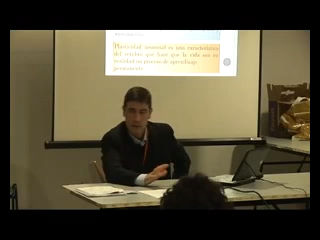 Plasticidad neuronal es una característica
del cerebro que hace que la vida sea en
realidad un proceso de aprendizaje
permanente